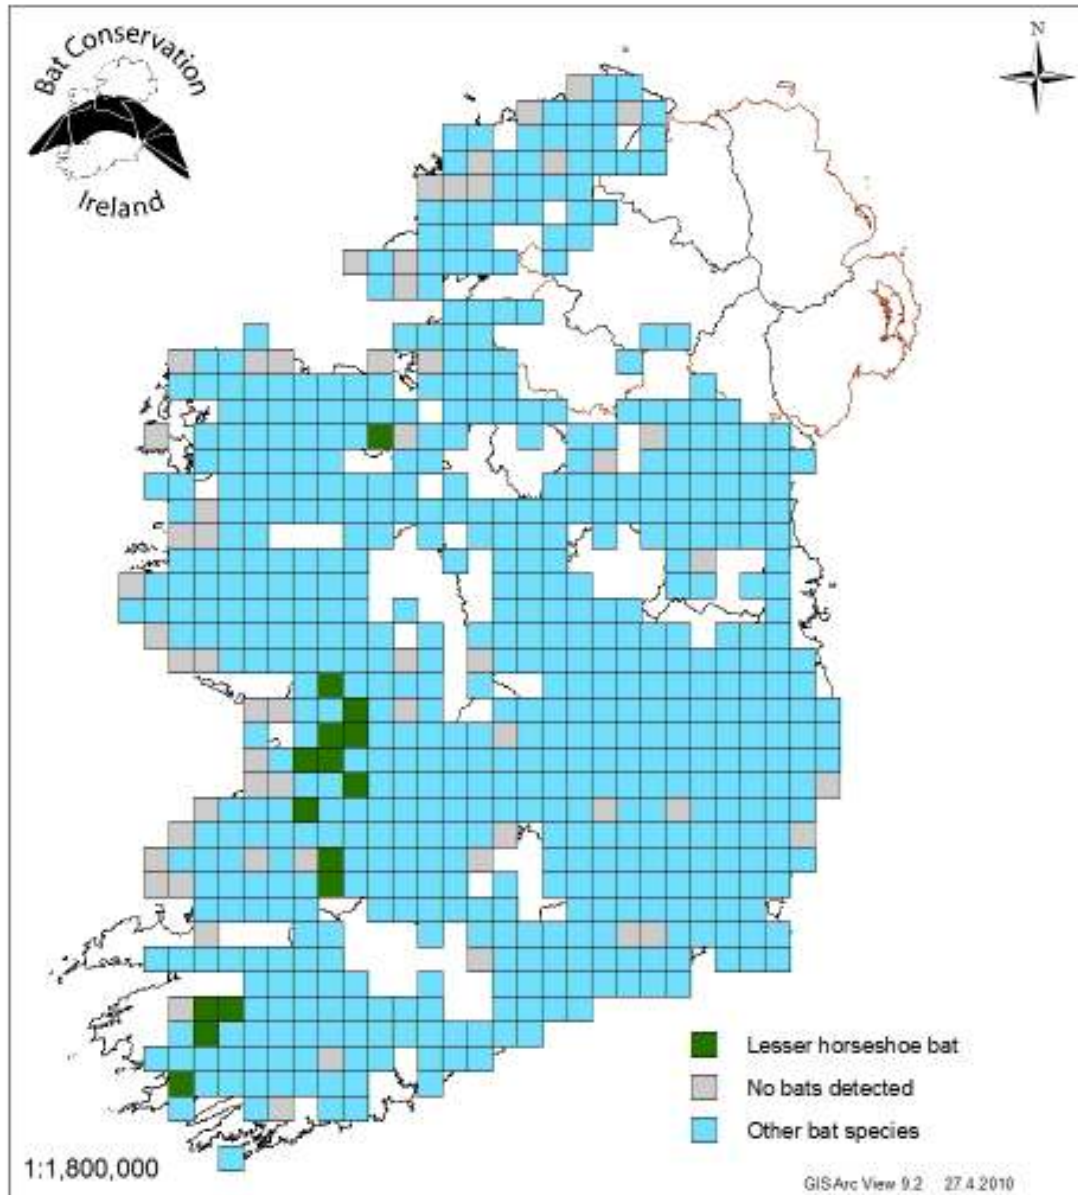 Bat Conservation
Ireland
N
Lesser horseshoe bat
No bats detected
Other bat species
1:1,800,000
GIS Arc View 9.2 27.4.2010